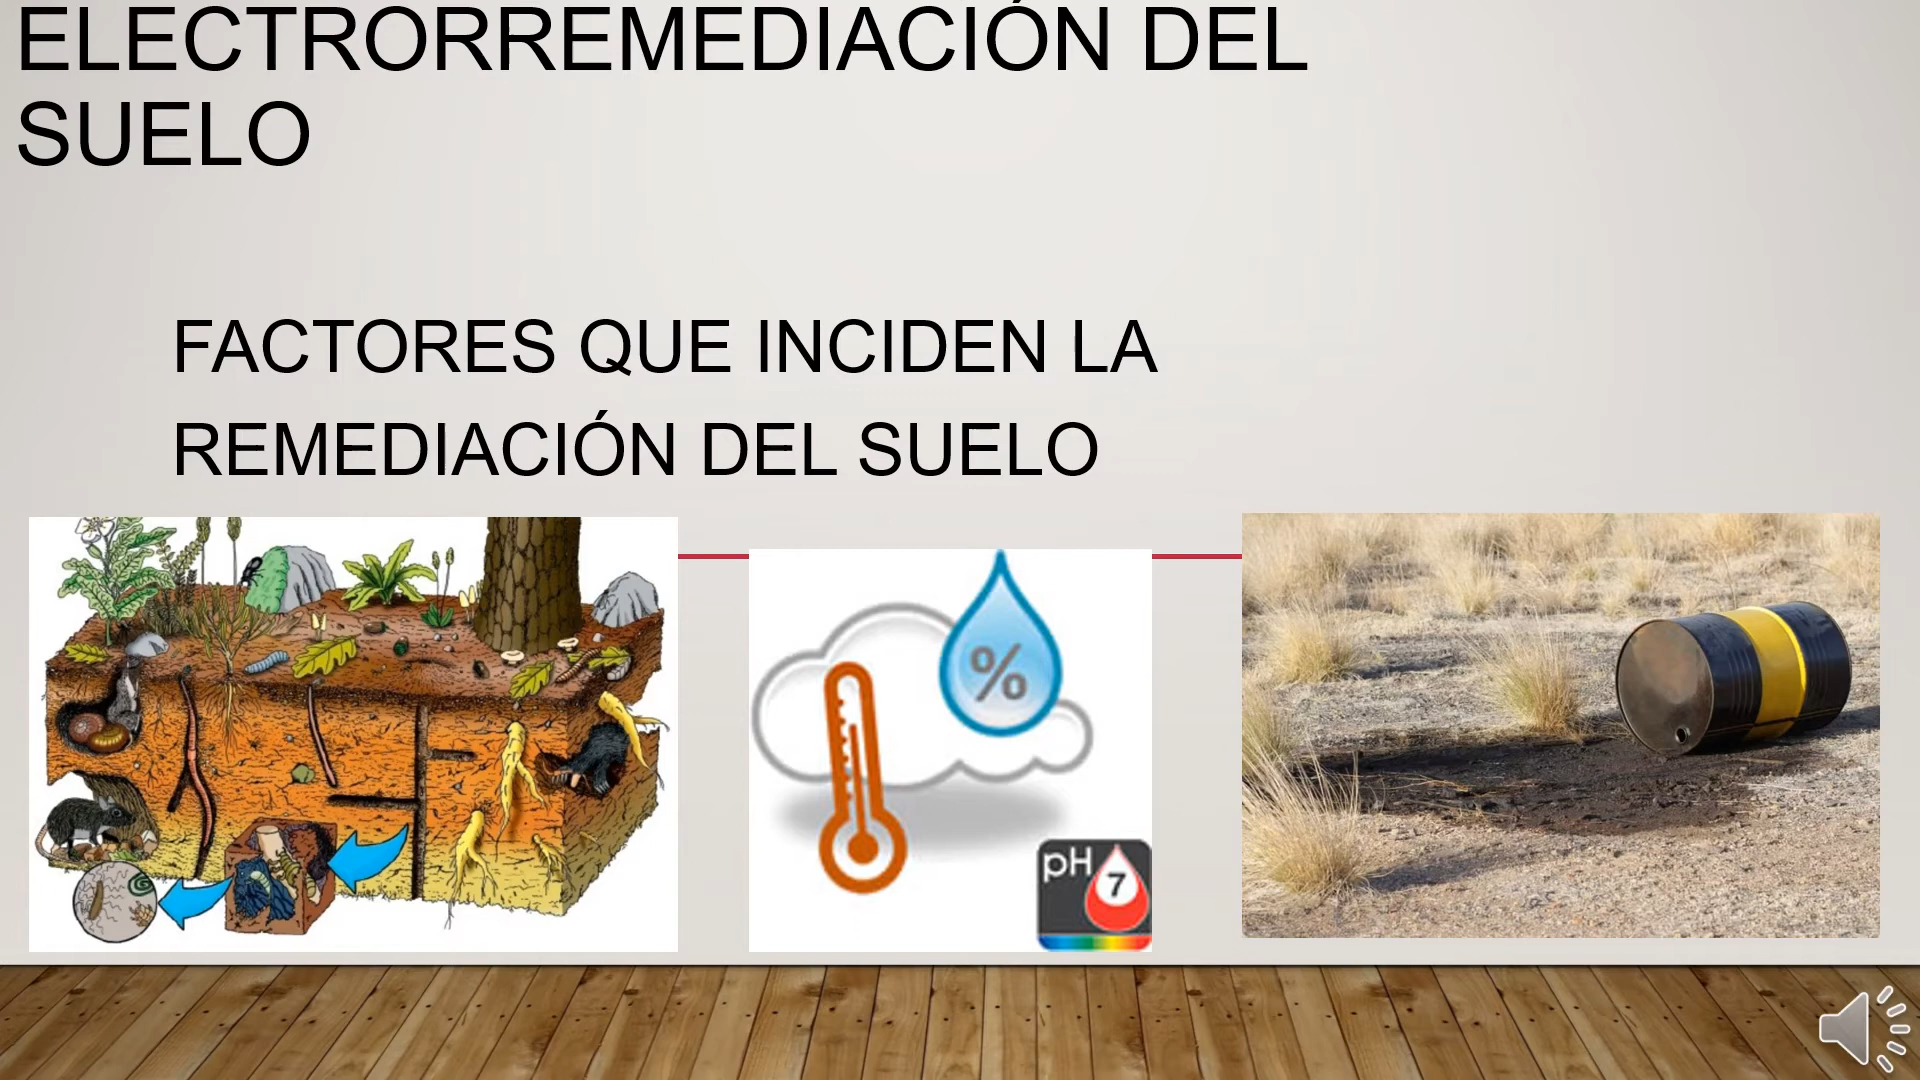 ELECTRORREMEDIACIÓN DEL
SUELO
FACTORES QUE INCIDEN LA
REMEDIACIÓN DEL SUELO
%
pH
7